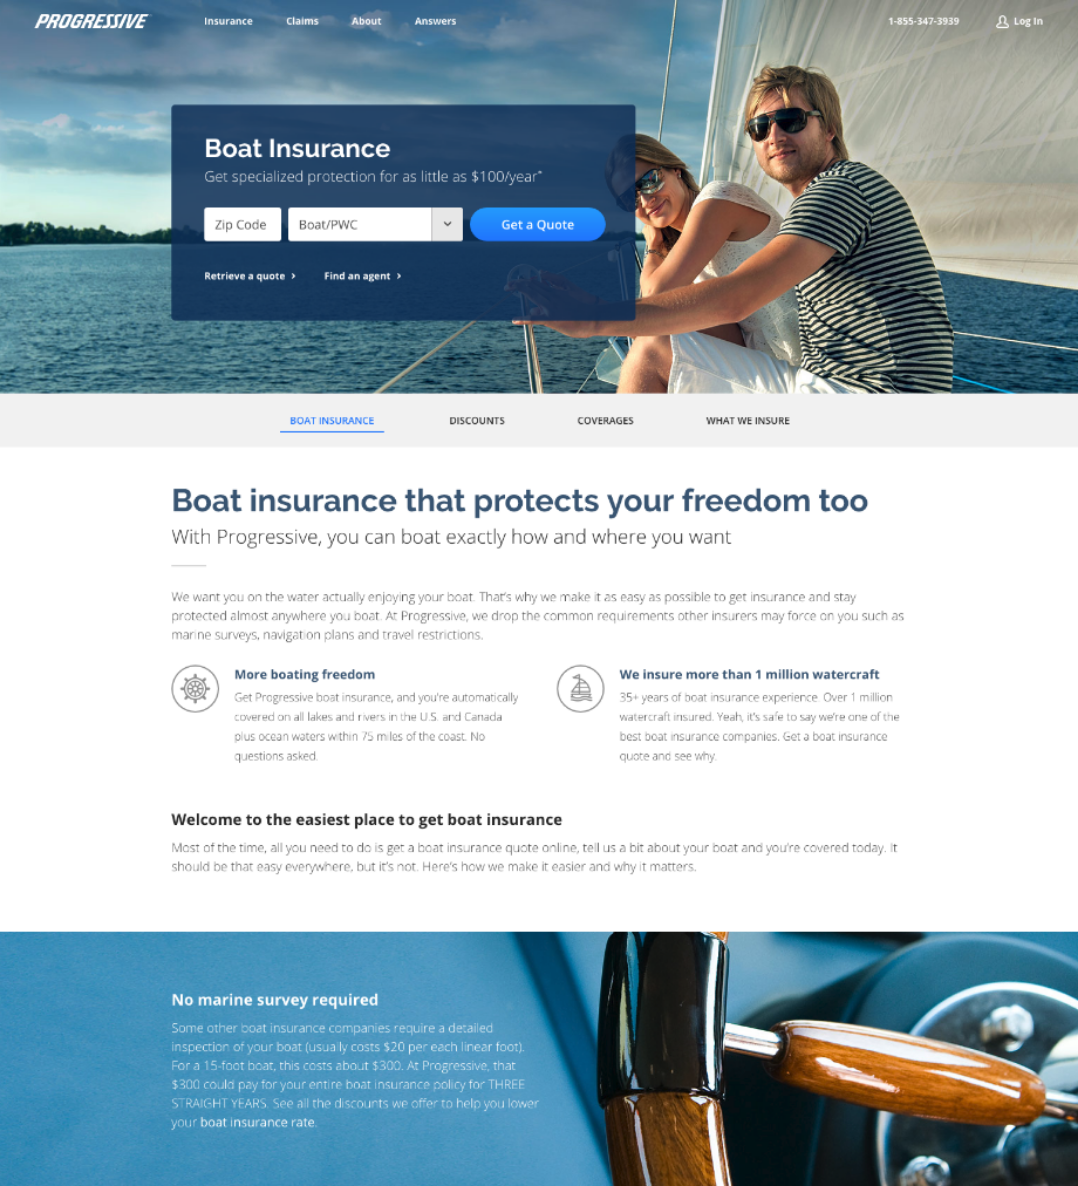 PROGRESSIVE
Insurance Claims About Answers 1-855-347-3939 Log In
Boat Insurance
Get specialized protection for as little as $100/year*
Zip Code Boat/PWC Get a Quote
Retrieve a quote › Find an agent ›
BOAT INSURANCE DISCOUNTS COVERAGES WHAT WE INSURE
Boat insurance that protects your freedom too
With Progressive, you can boat exactly how and where you want
We want you on the water actually enjoying your boat. That's why we make it as easy as possible to get insurance and stay
protected almost anywhere you boat. At Progressive, we drop the common requirements other insurers may force on you such as
marine surveys, navigation plans and travel restrictions.
More boating freedom
Get Progressive boat insurance, and you're automatically
covered on all lakes and rivers in the U.S. and Canada
plus ocean waters within 75 miles of the coast. No
questions asked.
We insure more than 1 million watercraft
35+ years of boat insurance experience. Over 1 million
watercraft insured. Yeah, it's safe to say we're one of the
best boat insurance companies. Get a boat insurance
quote and see why.
Welcome to the easiest place to get boat insurance
Most of the time, all you need to do is get a boat insurance quote online, tell us a bit about your boat and you're covered today. It
should be that easy everywhere, but it's not. Here's how we make it easier and why it matters.
No marine survey required
Some other boat insurance companies require a detailed
inspection of your boat (usually costs $20 per each linear foot).
For a 15-foot boat, this costs about $300. At Progressive, that
$300 could pay for your entire boat insurance policy for THREE
STRAIGHT YEARS. See all the discounts we offer to help you lower
your boat insurance rate.